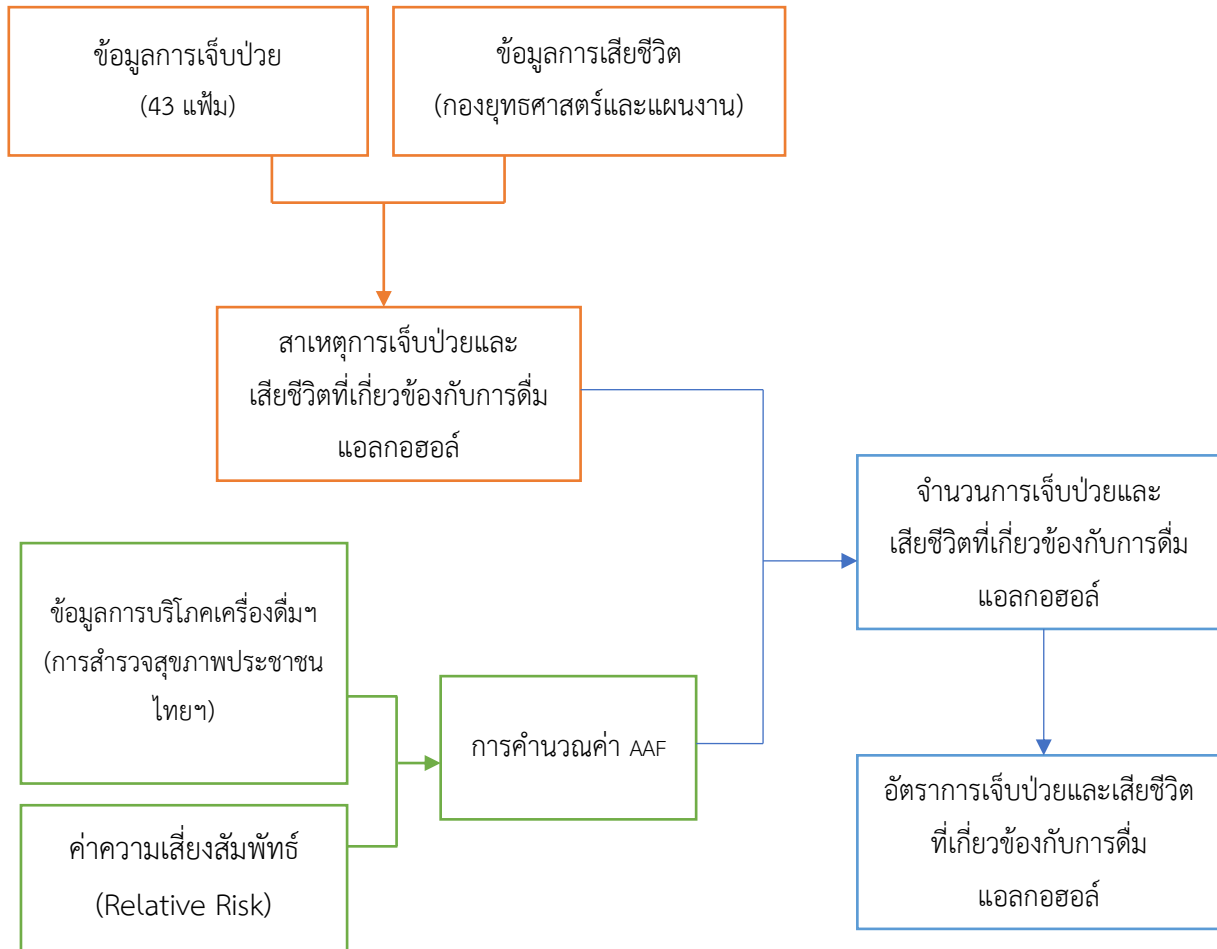 ข้อมูลการเจ็บป่วย
(43 แฟ้ม)
ข้อมูลการเสียชีวิต
(กองยุทธศาสตร์และแผนงาน)
สาเหตุการเจ็บป่วยและ
เสียชีวิตที่เกี่ยวข้องกับการดื่ม
แอลกอฮอล์
จำนวนการเจ็บป่วยและ
เสียชีวิตที่เกี่ยวข้องกับการดื่ม
แอลกอฮอล์
ข้อมูลการบริโภคเครื่องดื่มฯ
(การสำรวจสุขภาพประชาชน
ไทยฯ)
การคำนวณค่า AAF
ค่าความเสี่ยงสัมพัทธ์
(Relative Risk)
อัตราการเจ็บป่วยและเสียชีวิต
ที่เกี่ยวข้องกับการดื่ม
แอลกอฮอล์